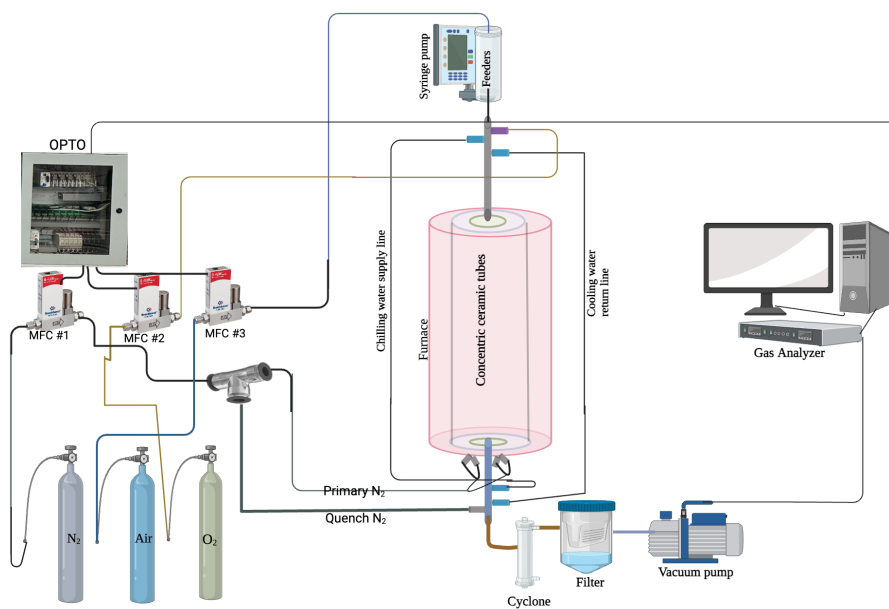 Syringe pump
Feeders
OPTO
MFC #1
MFC #2
MFC #3
Chilling water supply line
Furnace
Concentric ceramic tubes
Cooling water
return line
Gas Analyzer
Primary N₂
Quench N₂
N₂
Air
O₂
Cyclone
Filter
Vacuum pump